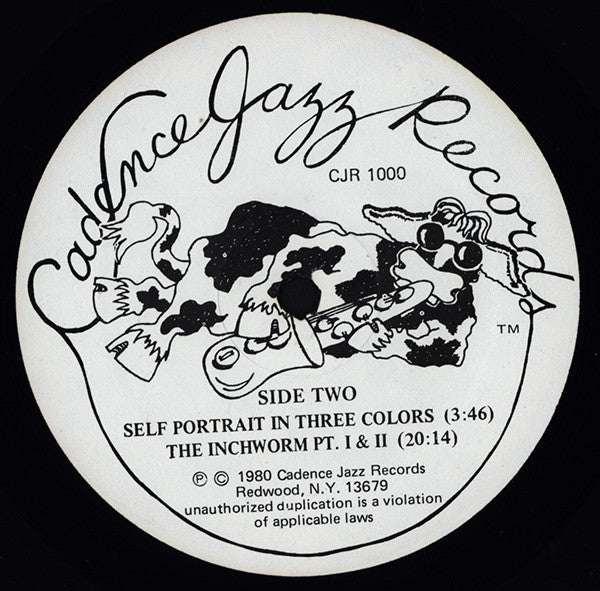 Cadence Jazz Records
CJR 1000
TM
SIDE TWO
SELF PORTRAIT IN THREE COLORS (3:46)
THE INCHWORM PT. I & II (20:14)
Ⓟ © 1980 Cadence Jazz Records
Redwood, N.Y. 13679
unauthorized duplication is a violation
of applicable laws